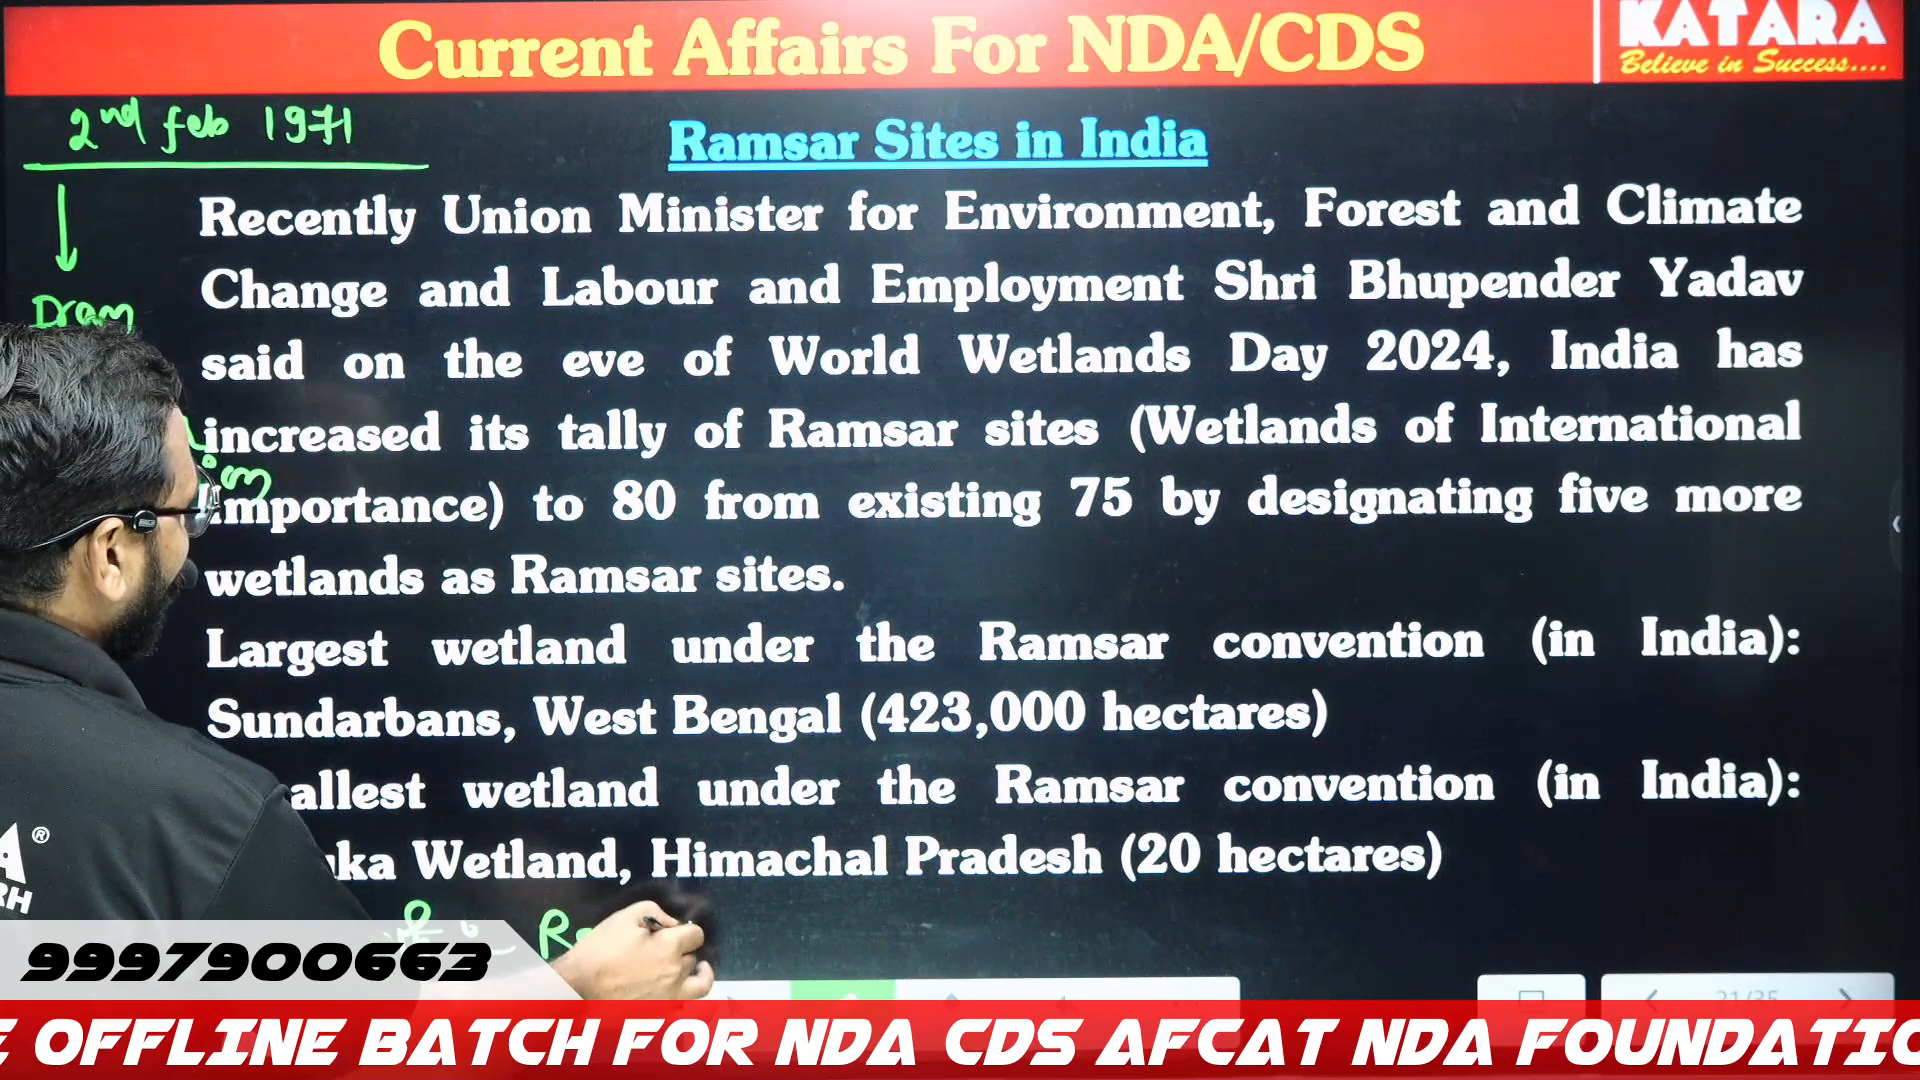 Current Affairs For NDA/CDS
KATARA
Believe in Success....
2nd feb 1971
Ramsar Sites in India
Recently Union Minister for Environment, Forest and Climate
Change and Labour and Employment Shri Bhupender Yadav
said on the eve of World Wetlands Day 2024, India has
increased its tally of Ramsar sites (Wetlands of International
Importance) to 80 from existing 75 by designating five more
wetlands as Ramsar sites.
Largest wetland under the Ramsar convention (in India):
Sundarbans, West Bengal (423,000 hectares)
allest wetland under the Ramsar convention (in India):
uka Wetland, Himachal Pradesh (20 hectares)
9997900663
31/35
E OFFLINE BATCH FOR NDA CDS AFCAT NDA FOUNDATIO